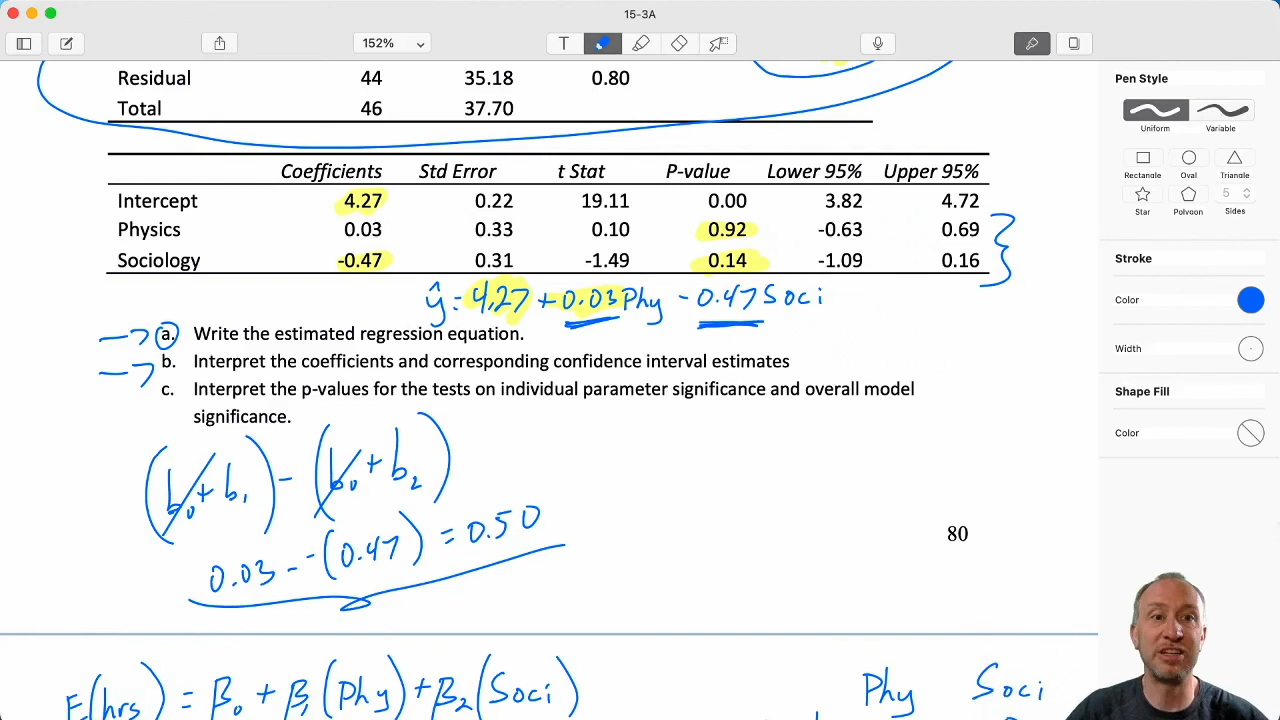 15-3A
152%
T
Pen Style
Uniform Variable
Rectangle Oval Triangle
Star Polygon 5 Sides
Stroke
Color
Width
Shape Fill
Color
Residual 44 35.18 0.80
Total 46 37.70
Coefficients Std Error t Stat P-value Lower 95% Upper 95%
Intercept 4.27 0.22 19.11 0.00 3.82 4.72
Physics 0.03 0.33 0.10 0.92 -0.63 0.69
Sociology -0.47 0.31 -1.49 0.14 -1.09 0.16
ŷ = 4.27 + 0.03 Phy - 0.47 Soci
a. Write the estimated regression equation.
b. Interpret the coefficients and corresponding confidence interval estimates
c. Interpret the p-values for the tests on individual parameter significance and overall model
significance.
(b₀ + b₁) - (b₀ + b₂)
0.03 - -(0.47) = 0.50
80
E(hrs) = β₀ + β₁(Phy) + β₂(Soci)
Phy Soci